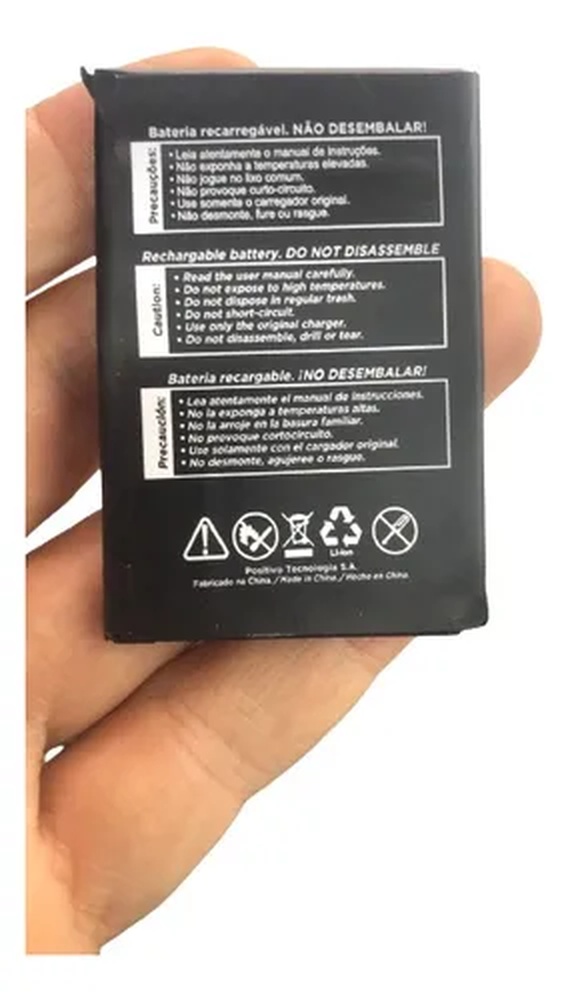 Bateria recarregável. NÃO DESEMBALAR!
Precauções:
• Leia atentamente o manual de instruções.
• Não exponha a temperaturas elevadas.
• Não jogue no lixo comum.
• Não provoque curto-circuito.
• Use somente o carregador original.
• Não desmonte, fure ou rasgue.
Rechargable battery. DO NOT DISASSEMBLE
Caution:
• Read the user manual carefully.
• Do not expose to high temperatures.
• Do not dispose in regular trash.
• Do not short-circuit.
• Use only the original charger.
• Do not disassemble, drill or tear.
Bateria recargable. ¡NO DESEMBALAR!
Precaución:
• Lea atentamente el manual de instrucciones.
• No la exponga a temperaturas altas.
• No la arroje en la basura familiar.
• No provoque cortocircuito.
• Use solamente con el cargador original.
• No desmonte, agujeree o rasgue.
Li-ion
Positivo Tecnologia S.A.
Fabricado na China./Made in China./Hecho en China.